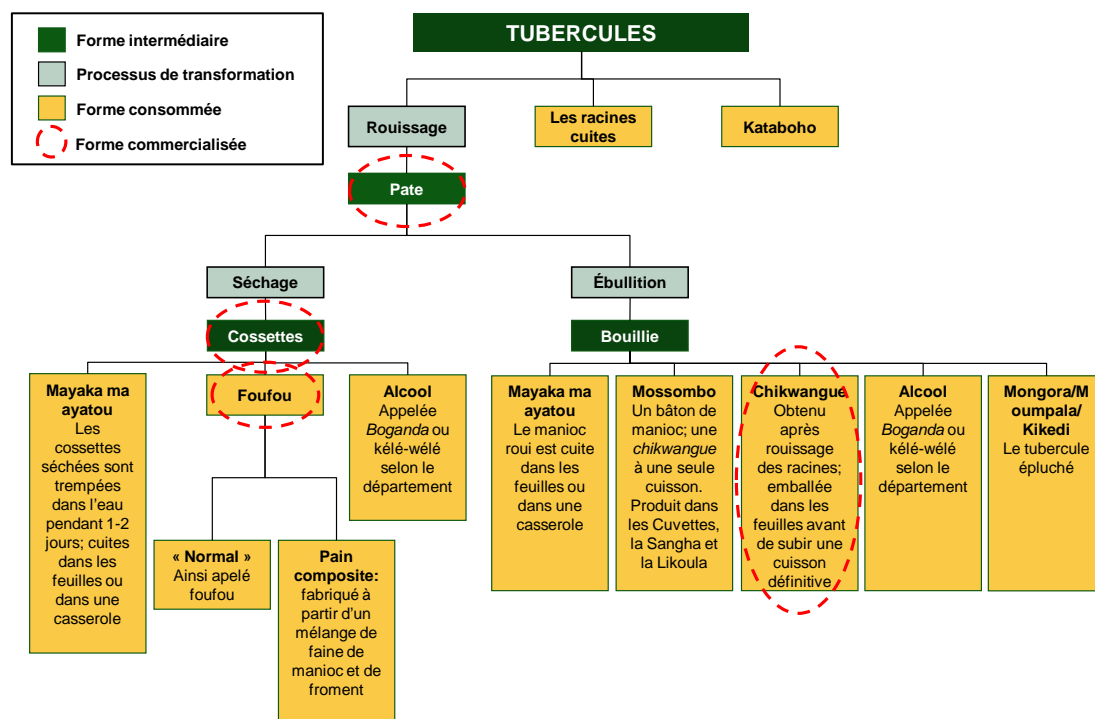 TUBERCULES
Forme intermédiaire
Processus de transformation
Forme consommée
Forme commercialisée
Rouissage
Les racines
cuites
Kataboho
Pate
Séchage
Ébullition
Cossettes
Bouillie
Mayaka ma
ayatou
Les
cossettes
séchées sont
trempées
dans l'eau
pendant 1-2
jours; cuites
dans les
feuilles ou
dans une
casserole
Foufou
Alcool
Appelée
Boganda ou
kélé-wélé
selon le
département
« Normal »
Ainsi apelé
foufou
Pain
composite:
fabriqué à
partir d'un
mélange de
faine de
manioc et de
froment
Mayaka ma
ayatou
Le manioc
roui est cuite
dans les
feuilles ou
dans une
casserole
Mossombo
Un bâton de
manioc; une
chikwangue
à une seule
cuisson.
Produit dans
les Cuvettes,
la Sangha et
la Likoula
Chikwangue
Obtenu
après
rouissage
des racines;
emballée
dans les
feuilles avant
de subir une
cuisson
définitive
Alcool
Appelée
Boganda ou
kélé-wélé
selon le
département
Mongora/M
oumpala/
Kikedi
Le tubercule
épluché